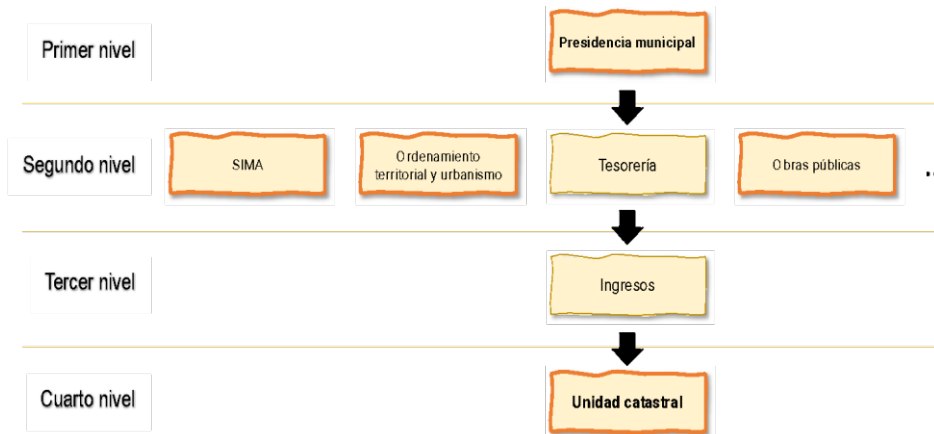 Primer nivel
Presidencia municipal
Segundo nivel
SIMA
Ordenamiento
territorial y urbanismo
Tesorería
Obras públicas
..
Tercer nivel
Ingresos
Cuarto nivel
Unidad catastral